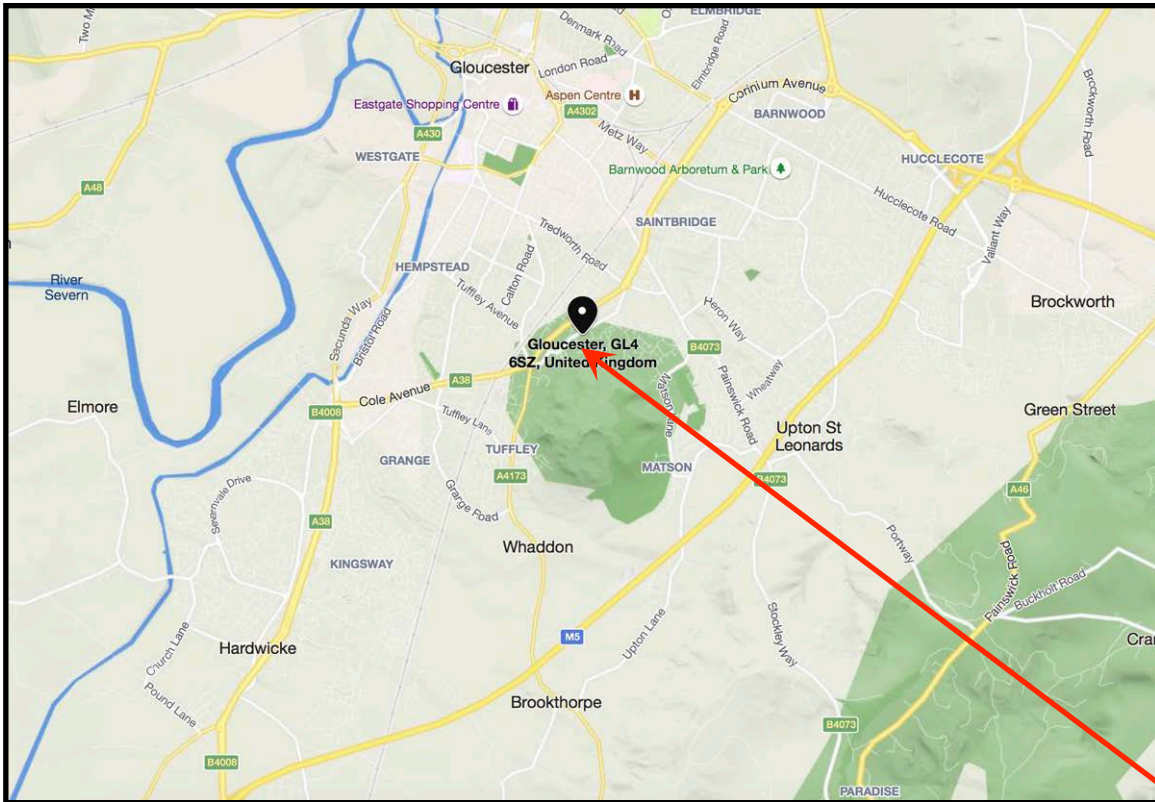 ELMBRIDGE
Two M
Denmark Road
Elmbridge Road
Gloucester
London Road
Eastgate Shopping Centre
Aspen Centre
H
A4302
Corinium Avenue
BARNWOOD
Brockworth Road
A430
Metz Way
WESTGATE
HUCCLECOTE
Barnwood Arboretum & Park
A48
Hucclecote Road
SAINTBRIDGE
Valiant Way
Tredworth Road
HEMPSTEAD
Calton Road
River
Severn
Tuffley Avenue
Secunda Way
Bristol Road
Heron Way
Brockworth
Gloucester, GL4
6SZ, United Kingdom
B4073
Painswick Road
Wheatway
Matson Lane
A38
Cole Avenue
Elmore
B4008
Green Street
Tuffley Lane
Upton St
Leonards
TUFFLEY
GRANGE
MATSON
A4173
B4073
Severnvale Drive
Grange Road
A46
A38
Portway
Whaddon
KINGSWAY
Painswick Road
Buckholt Road
Stockley Way
M5
Upton Lane
Church Lane
Hardwicke
Cra
Pound Lane
Brookthorpe
B4073
B4008
PARADISE